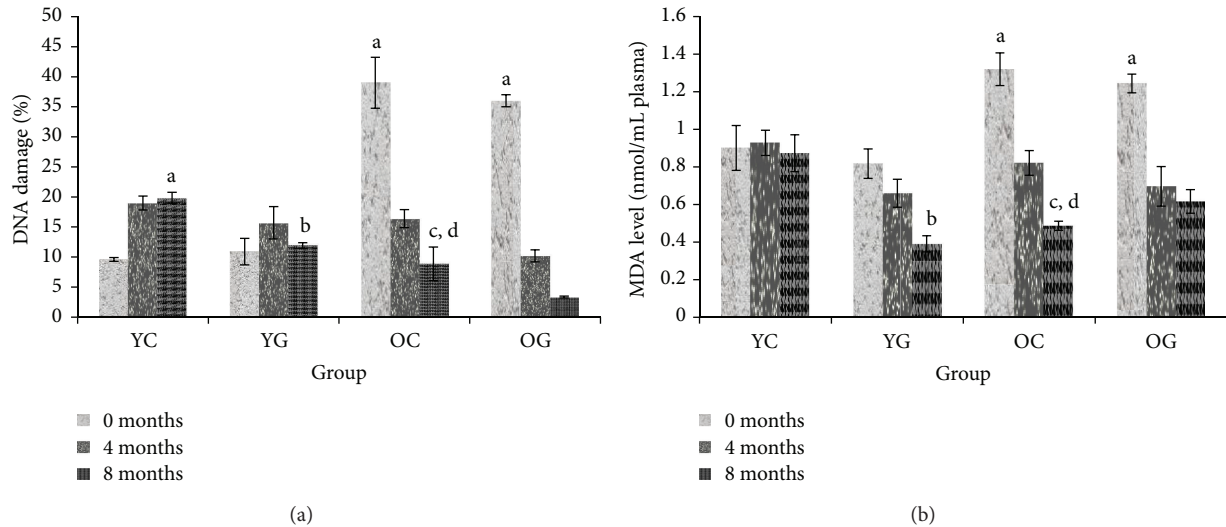 50
45
40
35
30
25
20
15
10
5
0
DNA damage (%)
a
b
a
c, d
a
YC
YG
OC
OG
Group
0 months
4 months
8 months
(a)
1.6
1.4
1.2
1
0.8
0.6
0.4
0.2
0
MDA level (nmol/mL plasma)
b
a
c, d
a
YC
YG
OC
OG
Group
0 months
4 months
8 months
(b)